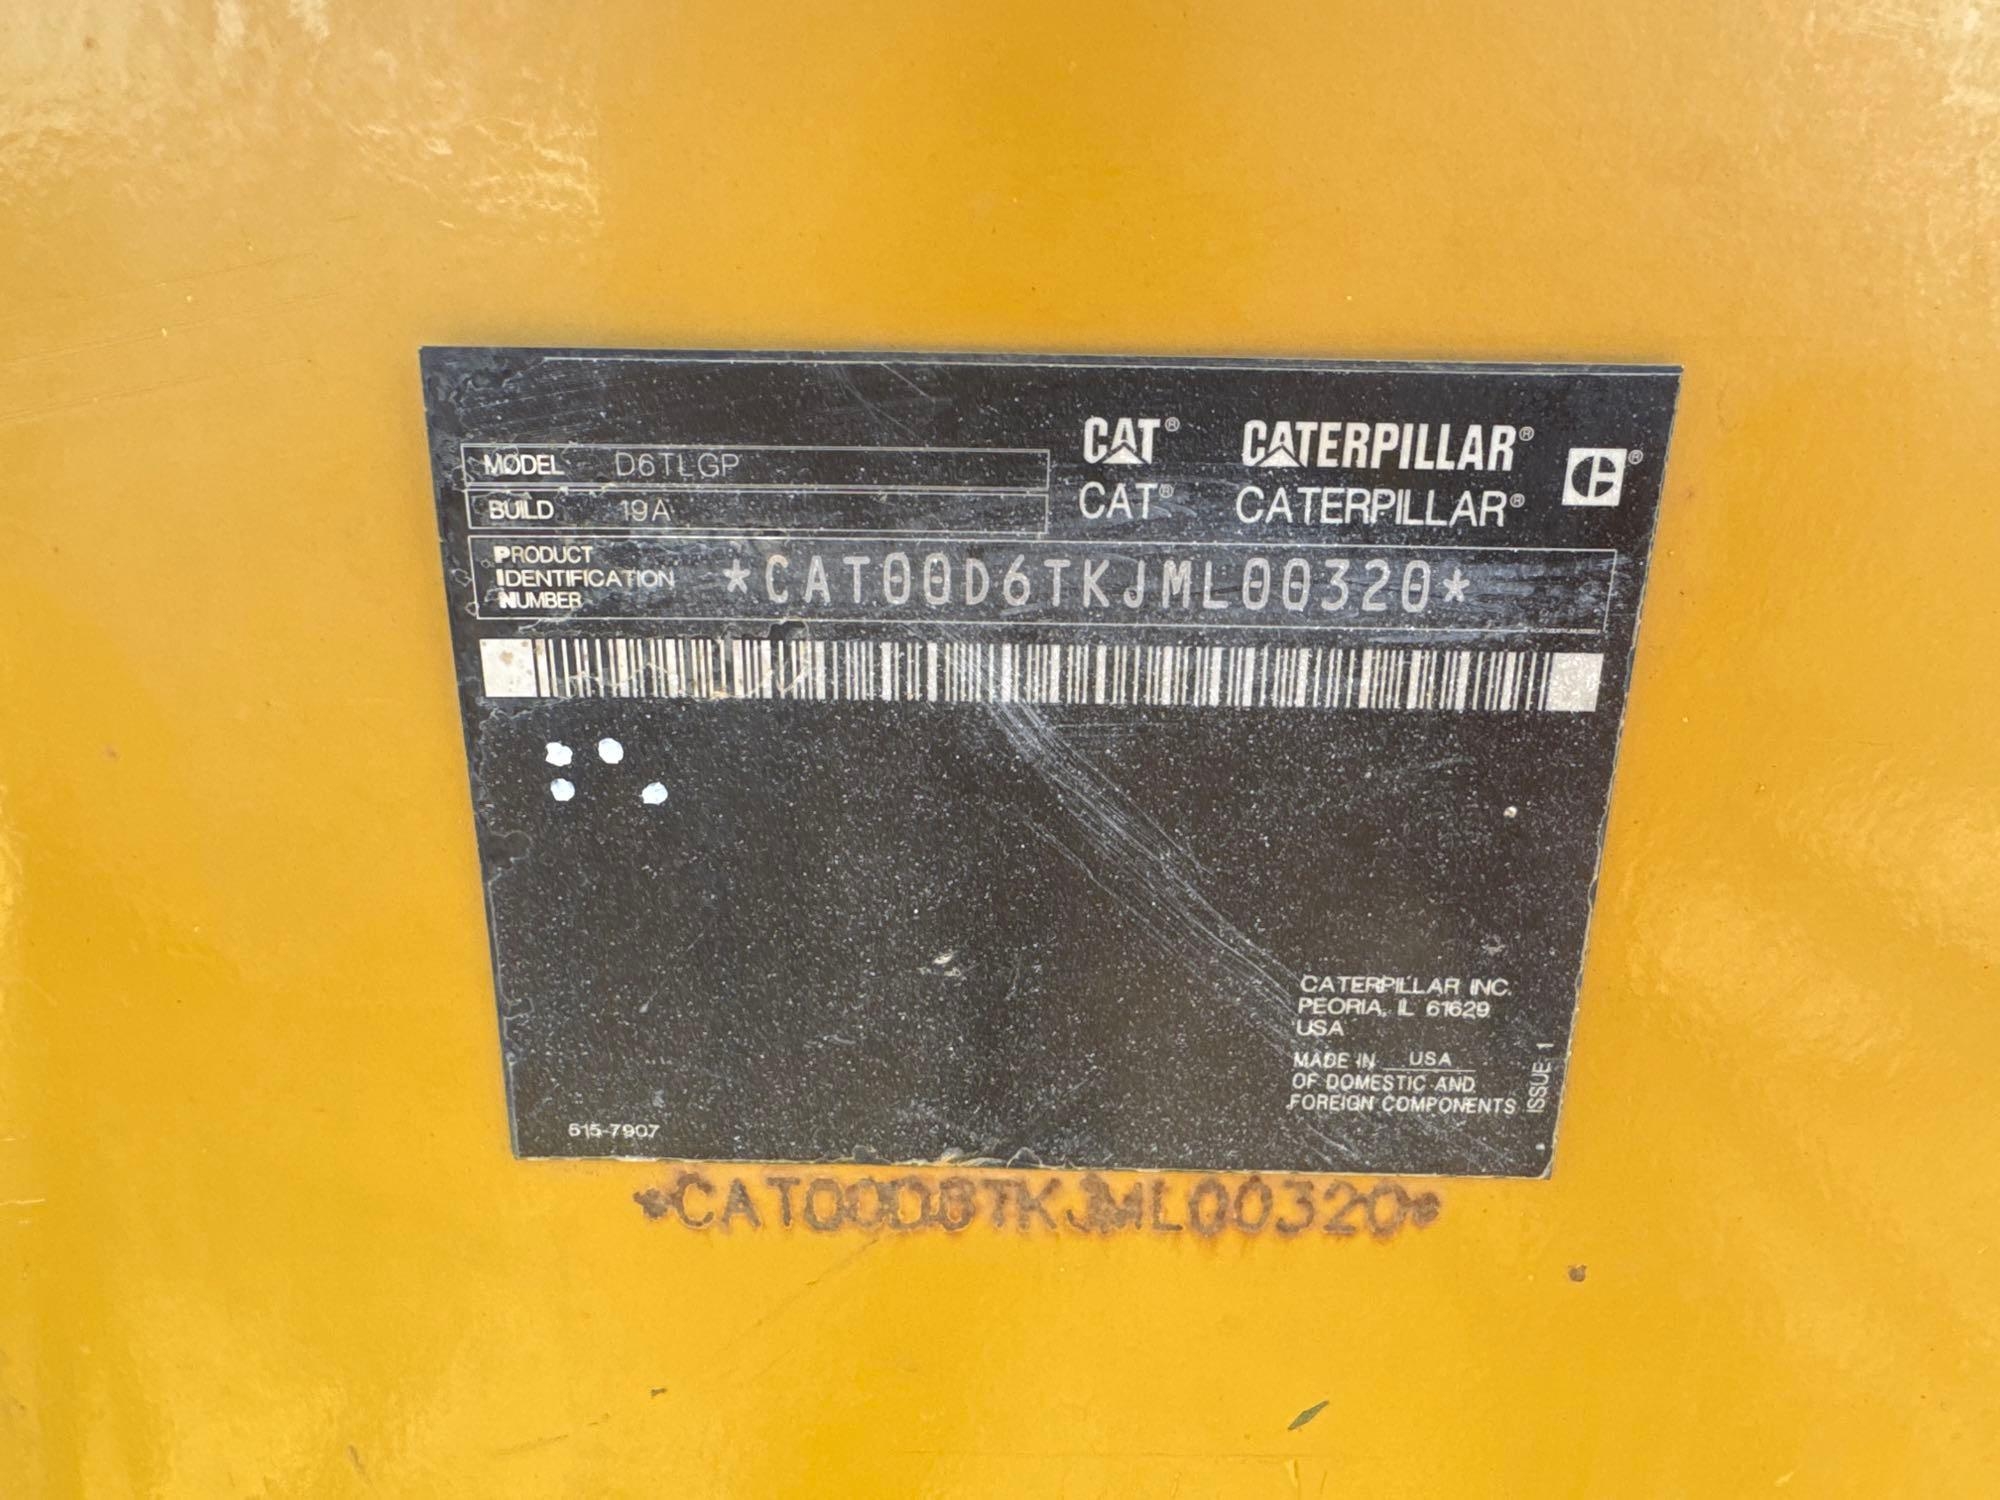 CAT® CATERPILLAR®
CAT® CATERPILLAR®
MODEL D6TLGP
BUILD 19A
PRODUCT
IDENTIFICATION
NUMBER
*CAT00D6TKJML00320*
CATERPILLAR INC.
PEORIA, IL 61629
USA
MADE IN USA
OF DOMESTIC AND
FOREIGN COMPONENTS
ISSUE 1
515-7907
*CAT00D6TKJML00320*